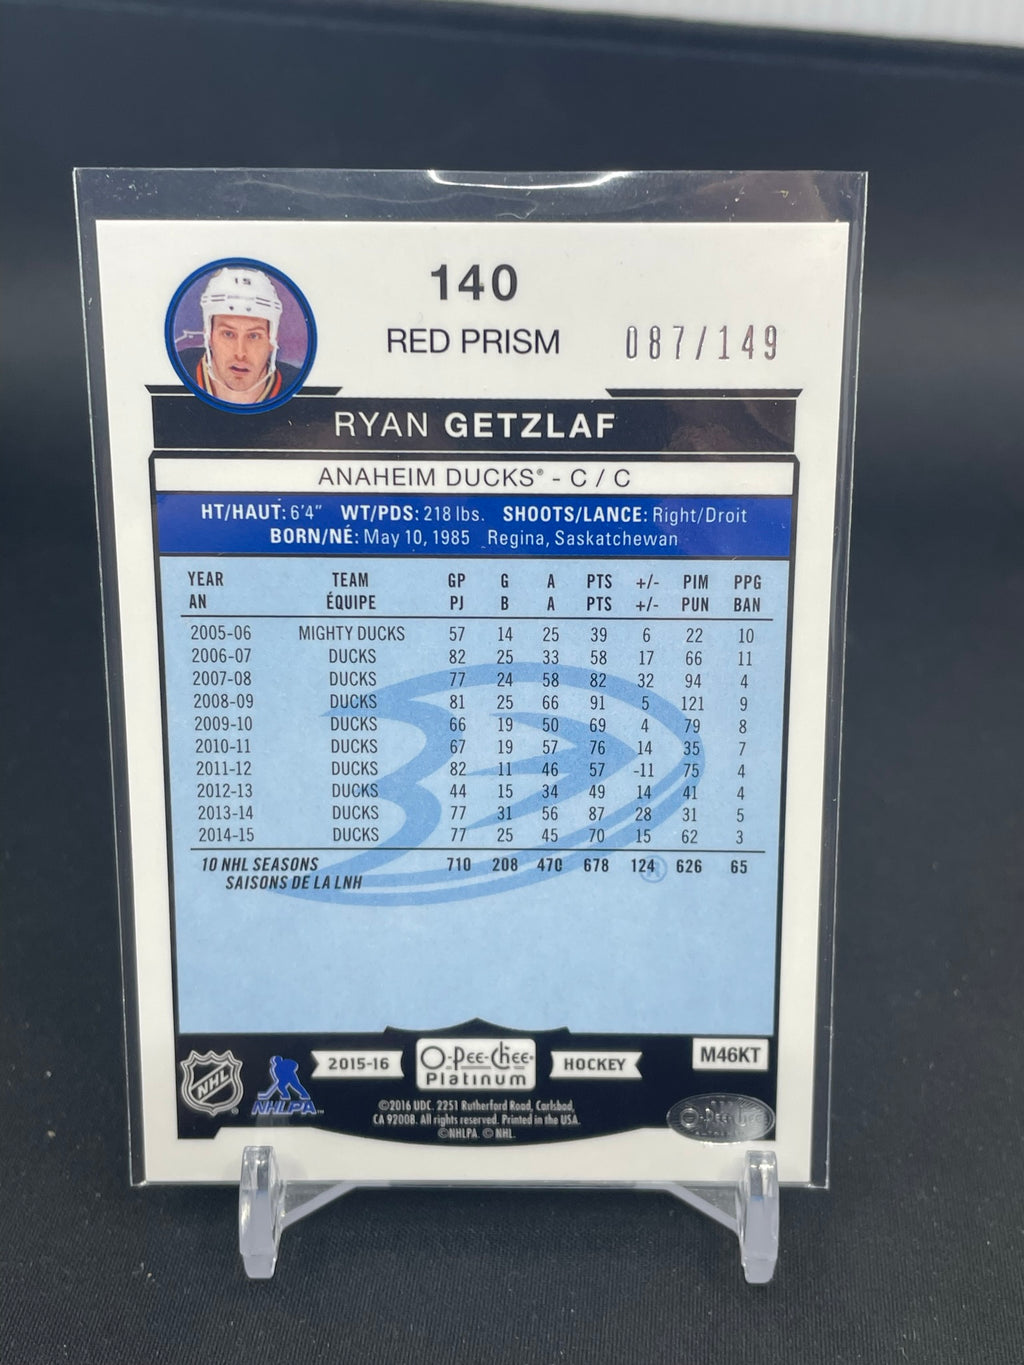 140
RED PRISM
087/149
15
RYAN GETZLAF
ANAHEIM DUCKS® - C / C
HT/HAUT: 6'4" WT/PDS: 218 lbs. SHOOTS/LANCE: Right/Droit
BORN/NÉ: May 10, 1985 Regina, Saskatchewan
YEAR TEAM GP G A PTS +/- PIM PPG
AN ÉQUIPE PJ B A PTS +/- PUN BAN
2005-06 MIGHTY DUCKS 57 14 25 39 6 22 10
2006-07 DUCKS 82 25 33 58 17 66 11
2007-08 DUCKS 77 24 58 82 32 94 4
2008-09 DUCKS 81 25 66 91 5 121 9
2009-10 DUCKS 66 19 50 69 4 79 8
2010-11 DUCKS 67 19 57 76 14 35 7
2011-12 DUCKS 82 11 46 57 -11 75 4
2012-13 DUCKS 44 15 34 49 14 41 4
2013-14 DUCKS 77 31 56 87 28 31 5
2014-15 DUCKS 77 25 45 70 15 62 3
10 NHL SEASONS 710 208 470 678 124 626 65
SAISONS DE LA LNH
®
NHL
NHLPA™
2015-16
O-Pee-Chee®
Platinum
HOCKEY
M46KT
©2016 UDC. 2251 Rutherford Road, Carlsbad,
CA 92008. All rights reserved. Printed in the USA.
©NHLPA. © NHL.
O-Pee-Chee